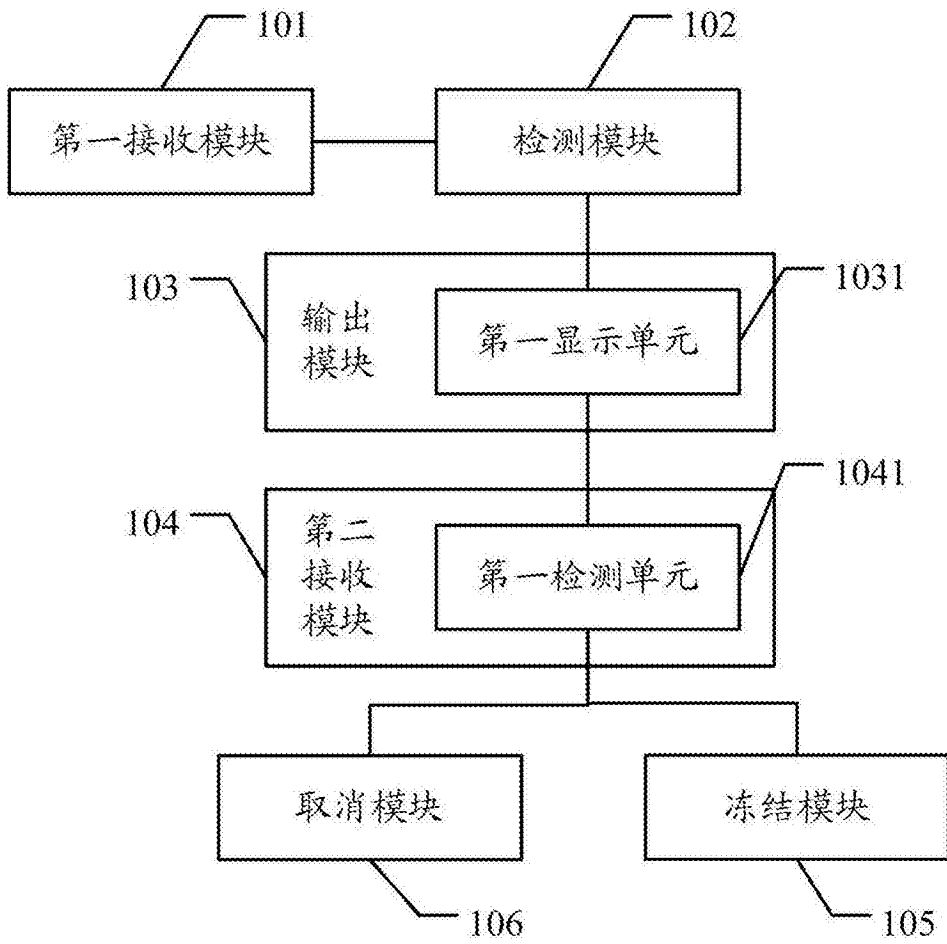 101
102
第一接收模块
检测模块
103
1031
输出
模块
第一显示单元
104
1041
第二
接收
模块
第一检测单元
取消模块
冻结模块
106
105